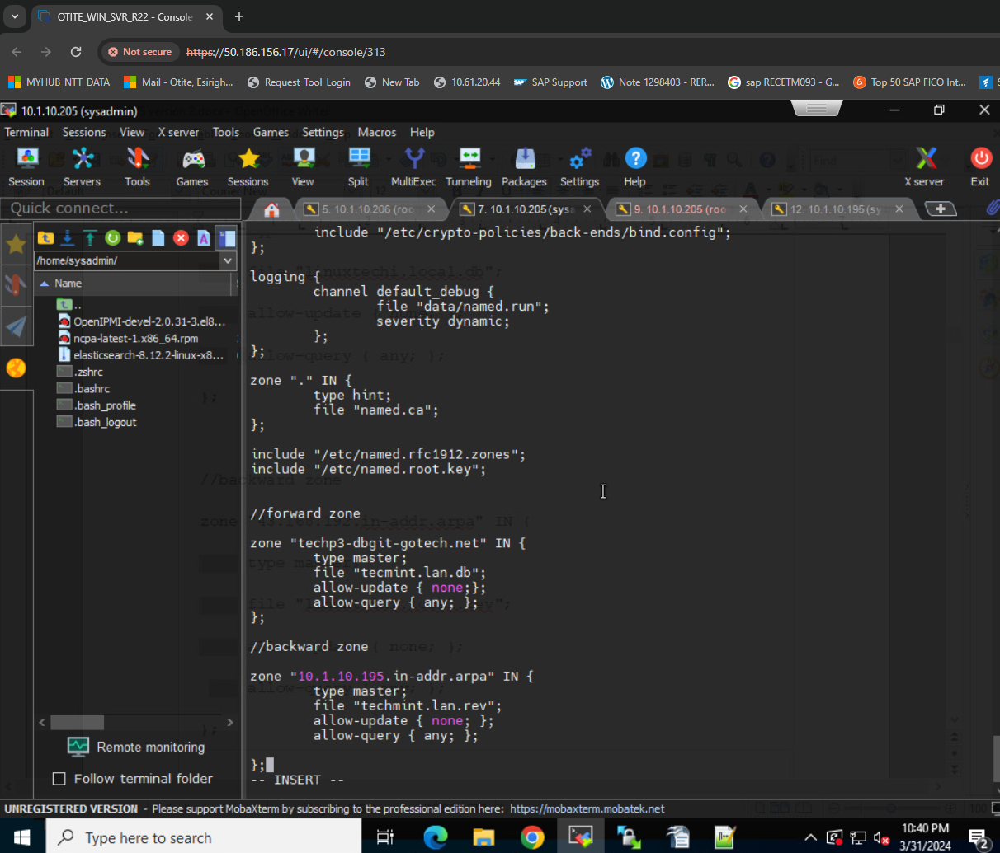 OTITE_WIN_SVR_R22 - Console
Not secure
https://50.186.156.17/ui/#/console/313
MYHUB_NTT_DATA
Mail - Otite, Esirigh...
Request_Tool_Login
New Tab
10.61.20.44
SAP Support
Note 1298403 - RER...
sap RECETM093 - G...
Top 50 SAP FICO Int...
10.1.10.205 (sysadmin)
Terminal Sessions View X server Tools Games Settings Macros Help
Session Servers Tools Games Sessions View Split MultiExec Tunneling Packages Settings Help X server Exit
Quick connect...
5. 10.1.10.206 (roo
7. 10.1.10.205 (sysa
9. 10.1.10.205 (roo
12. 10.1.10.195 (sy
/home/sysadmin/
Name
..
OpenIPMI-devel-2.0.31-3.el8...
ncpa-latest-1.x86_64.rpm
elasticsearch-8.12.2-linux-x8...
.zshrc
.bashrc
.bash_profile
.bash_logout
Remote monitoring
Follow terminal folder
include "/etc/crypto-policies/back-ends/bind.config";
};
logging {
channel default_debug {
file "data/named.run";
severity dynamic;
};
};
zone "." IN {
type hint;
file "named.ca";
};
include "/etc/named.rfc1912.zones";
include "/etc/named.root.key";
//forward zone
zone "techp3-dbgit-gotech.net" IN {
type master;
file "tecmint.lan.db";
allow-update { none;};
allow-query { any; };
};
//backward zone
zone "10.1.10.195.in-addr.arpa" IN {
type master;
file "techmint.lan.rev";
allow-update { none; };
allow-query { any; };
};
-- INSERT --
UNREGISTERED VERSION - Please support MobaXterm by subscribing to the professional edition here: https://mobaxterm.mobatek.net
Type here to search
10:40 PM
3/31/2024
2